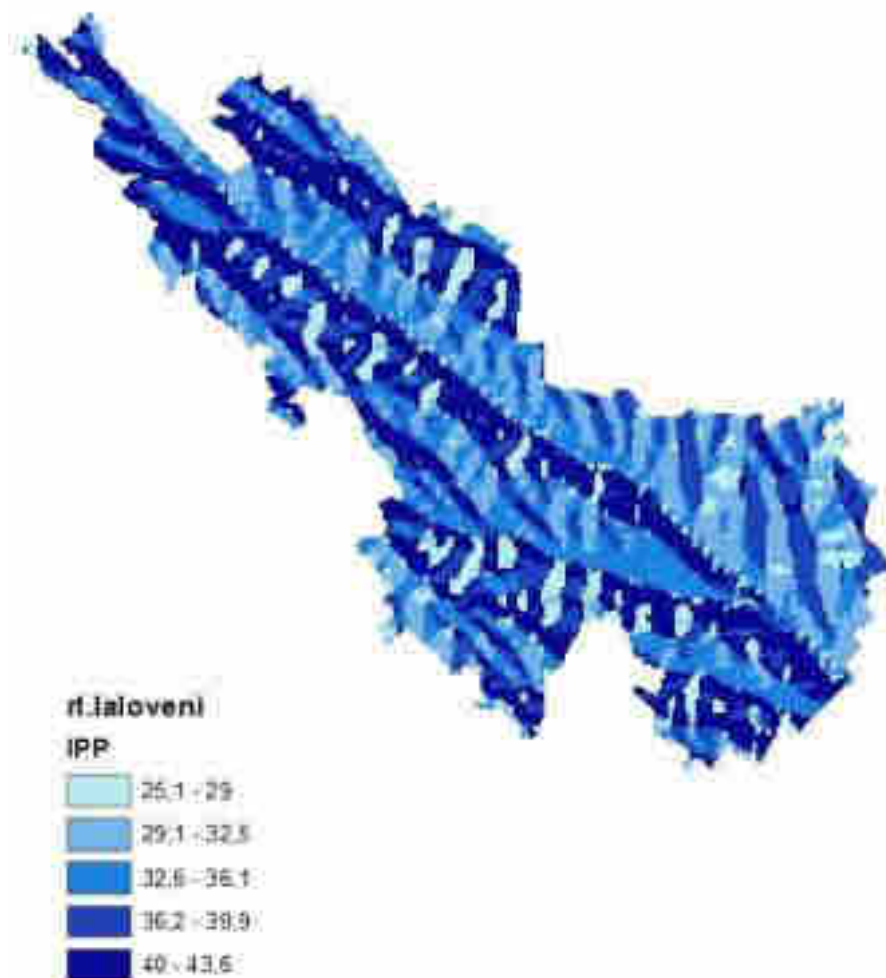 rf.Ialoveni
IPP
25,1 - 29
29,1 - 32,5
32,6 - 36,1
36,2 - 39,9
40 - 43,6